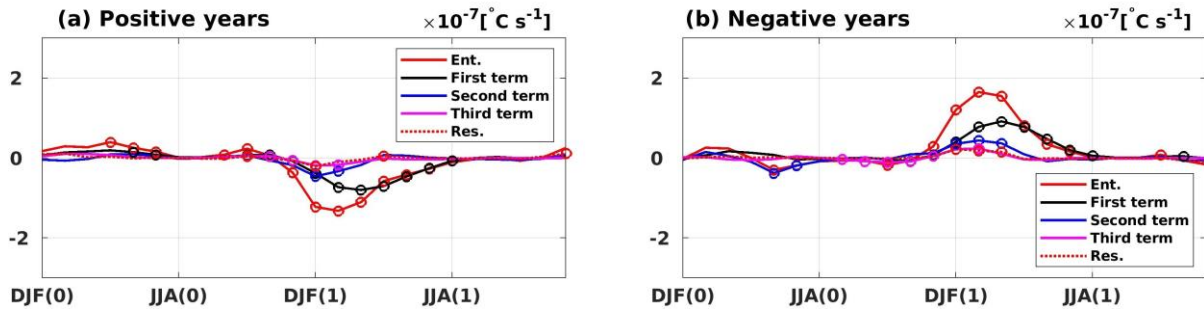 (a) Positive years
×10⁻⁷[°C s⁻¹]
2
0
-2
Ent.
First term
Second term
Third term
Res.
DJF(0)
JJA(0)
DJF(1)
JJA(1)
(b) Negative years
×10⁻⁷[°C s⁻¹]
2
0
-2
Ent.
First term
Second term
Third term
Res.
DJF(0)
JJA(0)
DJF(1)
JJA(1)